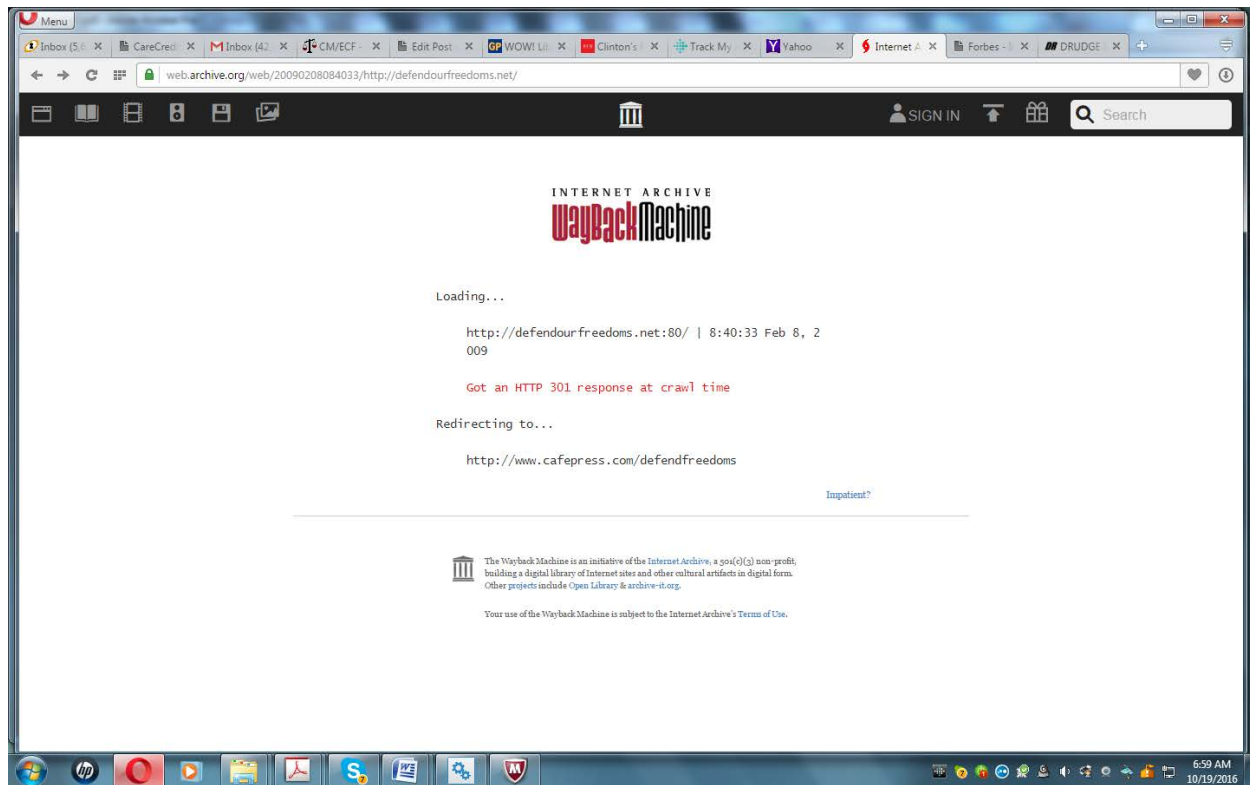 Menu
Inbox (5,6
CareCred
Inbox (42
CM/ECF -
Edit Post
GP WOW! Lit
Clinton's
Track My
Yahoo
Internet A
Forbes -
DRUDGE
web.archive.org/web/20090208084033/http://defendourfreedoms.net/
SIGN IN
Search
INTERNET ARCHIVE
WayBackMachine
Loading...
http://defendourfreedoms.net:80/ | 8:40:33 Feb 8, 2
009
Got an HTTP 301 response at crawl time
Redirecting to...
http://www.cafepress.com/defendfreedoms
Impatient?
The Wayback Machine is an initiative of the Internet Archive, a 501(c)(3) non-profit,
building a digital library of Internet sites and other cultural artifacts in digital form.
Other projects include Open Library & archive-it.org.
Your use of the Wayback Machine is subject to the Internet Archive's Terms of Use.
6:59 AM
10/19/2016